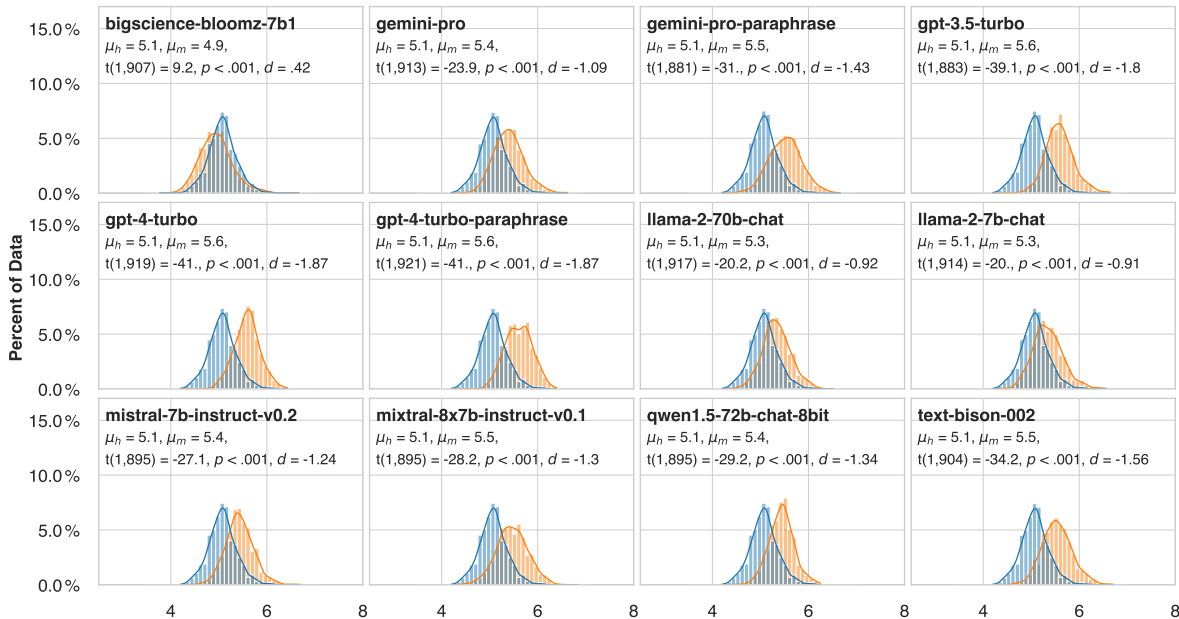 bigscience-bloomz-7b1
μh = 5.1, μm = 4.9,
t(1,907) = 9.2, p < .001, d = .42
gemini-pro
μh = 5.1, μm = 5.4,
t(1,913) = -23.9, p < .001, d = -1.09
gemini-pro-paraphrase
μh = 5.1, μm = 5.5,
t(1,881) = -31., p < .001, d = -1.43
gpt-3.5-turbo
μh = 5.1, μm = 5.6,
t(1,883) = -39.1, p < .001, d = -1.8
15.0 %
10.0 %
5.0 %
0.0 %
gpt-4-turbo
μh = 5.1, μm = 5.6,
t(1,919) = -41., p < .001, d = -1.87
gpt-4-turbo-paraphrase
μh = 5.1, μm = 5.6,
t(1,921) = -41., p < .001, d = -1.87
llama-2-70b-chat
μh = 5.1, μm = 5.3,
t(1,917) = -20.2, p < .001, d = -0.92
llama-2-7b-chat
μh = 5.1, μm = 5.3,
t(1,914) = -20., p < .001, d = -0.91
15.0 %
10.0 %
5.0 %
0.0 %
Percent of Data
mistral-7b-instruct-v0.2
μh = 5.1, μm = 5.4,
t(1,895) = -27.1, p < .001, d = -1.24
mixtral-8x7b-instruct-v0.1
μh = 5.1, μm = 5.5,
t(1,895) = -28.2, p < .001, d = -1.3
qwen1.5-72b-chat-8bit
μh = 5.1, μm = 5.4,
t(1,895) = -29.2, p < .001, d = -1.34
text-bison-002
μh = 5.1, μm = 5.5,
t(1,904) = -34.2, p < .001, d = -1.56
15.0 %
10.0 %
5.0 %
0.0 %
4 6 8 4 6 4 6 8 4 6 8